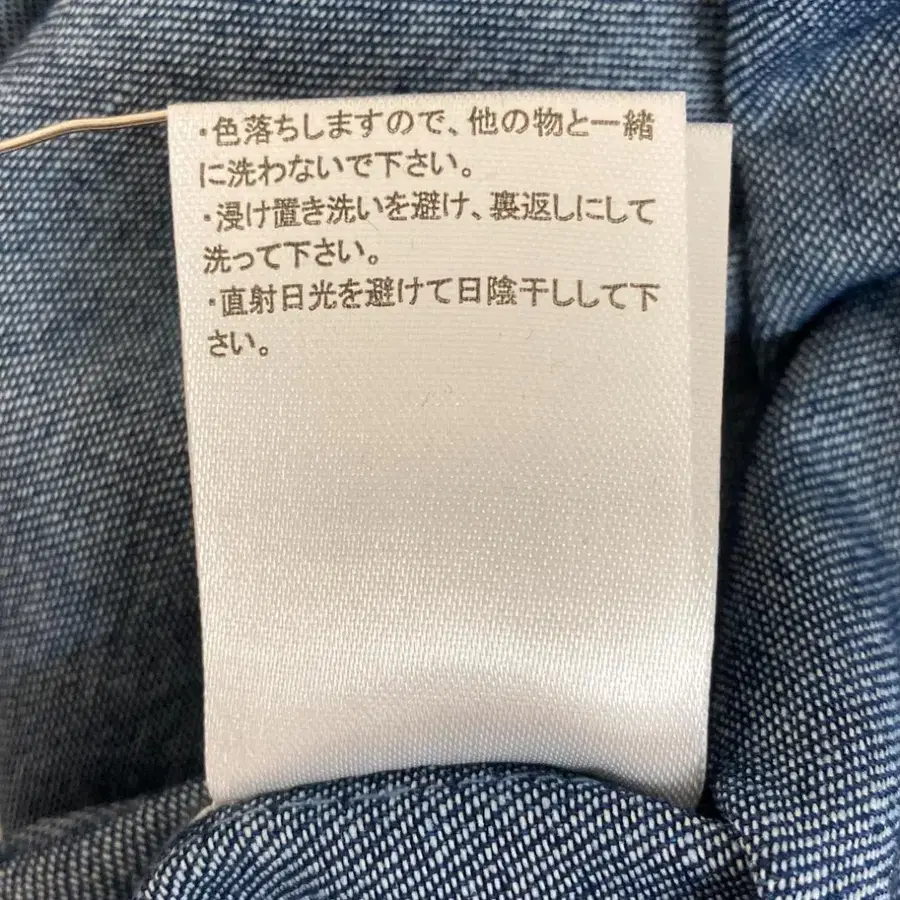 ・色落ちしますので、他の物と一緒
に洗わないで下さい。
・浸け置き洗いを避け、裏返しにして
洗って下さい。
・直射日光を避けて日陰干しして下
さい。